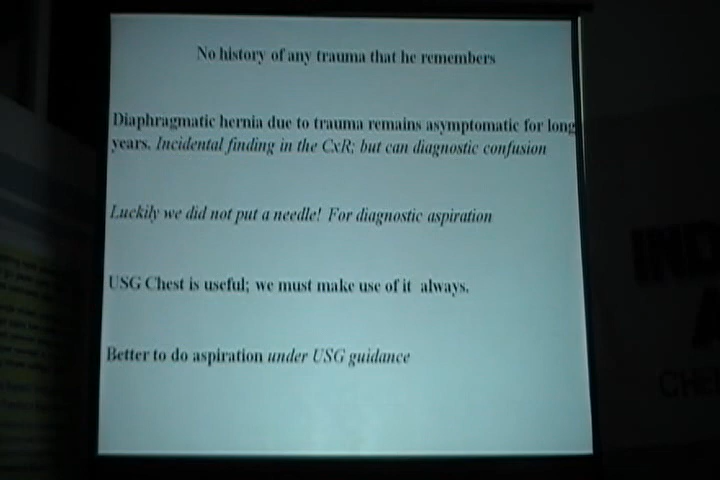 No history of any trauma that he remembers
Diaphragmatic hernia due to trauma remains asymptomatic for long
years. Incidental finding in the CxR; but can diagnostic confusion
Luckily we did not put a needle! For diagnostic aspiration
USG Chest is useful; we must make use of it always.
Better to do aspiration under USG guidance